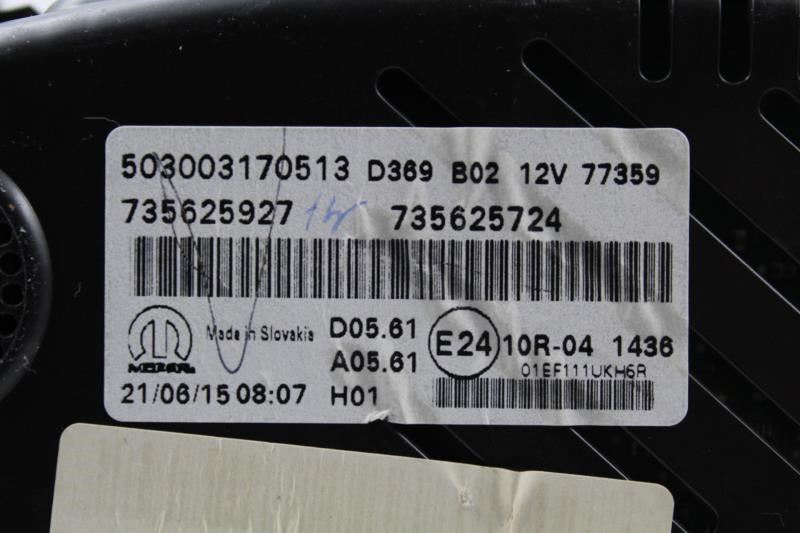 503003170513 D369 B02 12V 77359
735625927 735625724
MOPAR Made in Slovakia D05.61 E24 10R-04 1436
A05.61 01EF111UKH6R
21/06/15 08:07 H01